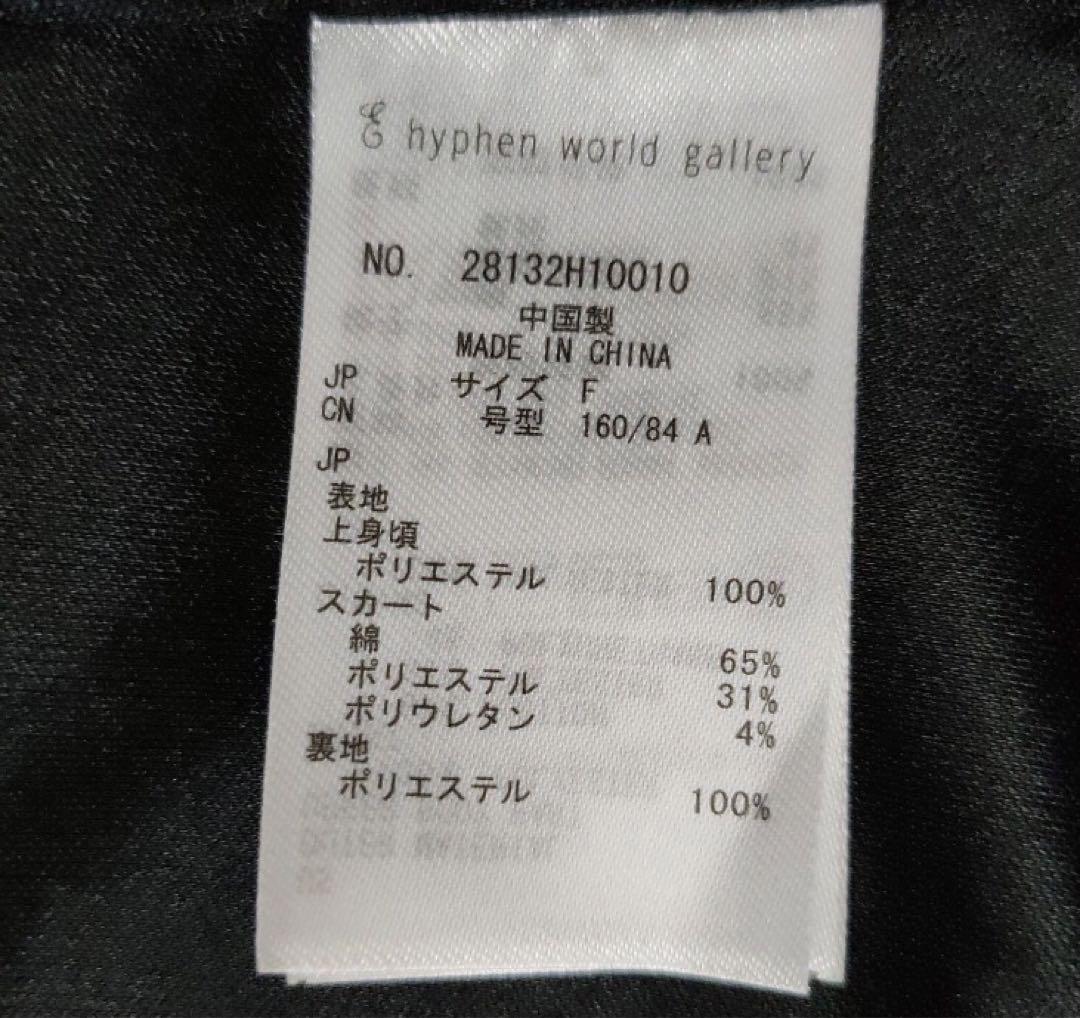 E hyphen world gallery
NO. 28132H10010
中国製
MADE IN CHINA
JP サイズ F
CN 号型 160/84 A
JP
表地
上身頃
ポリエステル 100%
スカート
綿 65%
ポリエステル 31%
ポリウレタン 4%
裏地
ポリエステル 100%